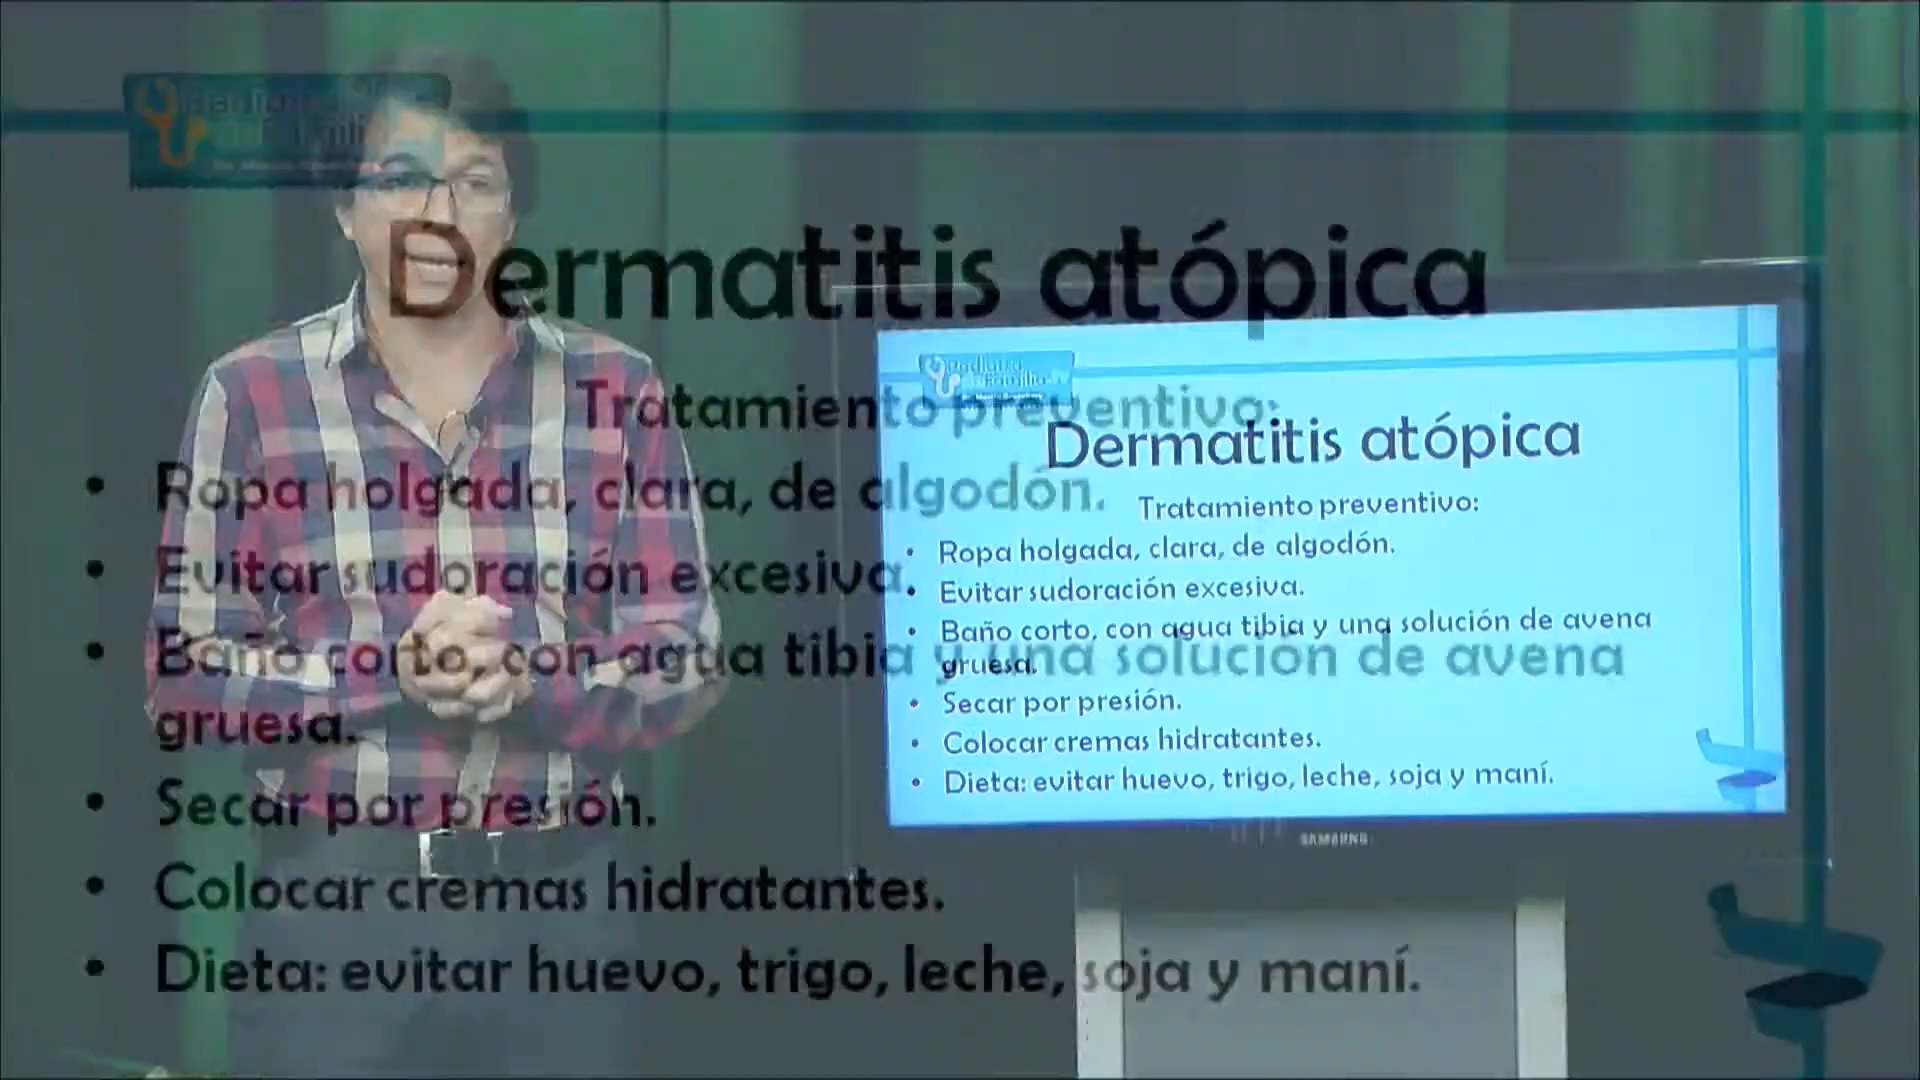 Dermatitis atópica
Tratamiento preventivo:
• Ropa holgada, clara, de algodón.
• Evitar sudoración excesiva.
• Baño corto, con agua tibia y una solución de avena
gruesa.
• Secar por presión.
• Colocar cremas hidratantes.
• Dieta: evitar huevo, trigo, leche, soja y maní.
Pediatra
Familia
Dermatitis atópica
Tratamiento preventivo:
• Ropa holgada, clara, de algodón.
• Evitar sudoración excesiva.
• Baño corto, con agua tibia y una solución de avena
gruesa.
• Secar por presión.
• Colocar cremas hidratantes.
• Dieta: evitar huevo, trigo, leche, soja y maní.
SAMSUNG